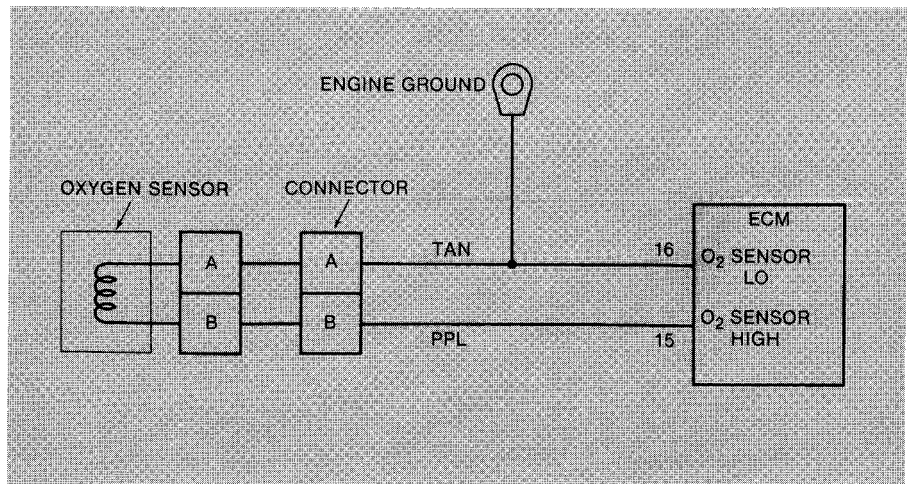 ENGINE GROUND
OXYGEN SENSOR
CONNECTOR
ECM
A
A
TAN
16
O₂ SENSOR
LO
B
B
PPL
15
O₂ SENSOR
HIGH